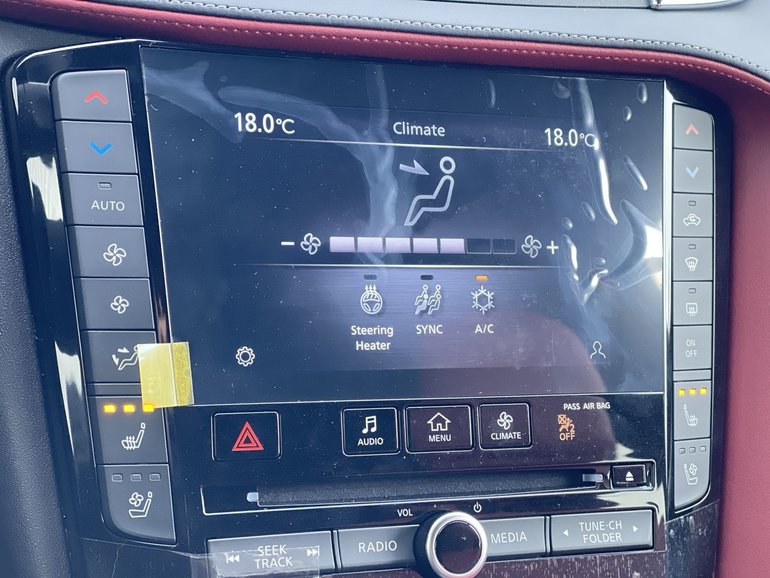 18.0°C
Climate
18.0°C
AUTO
Steering
Heater
SYNC
A/C
ON
OFF
PASS AIR BAG
2
OFF
AUDIO
MENU
CLIMATE
VOL
SEEK
TRACK
RADIO
MEDIA
TUNE·CH
FOLDER